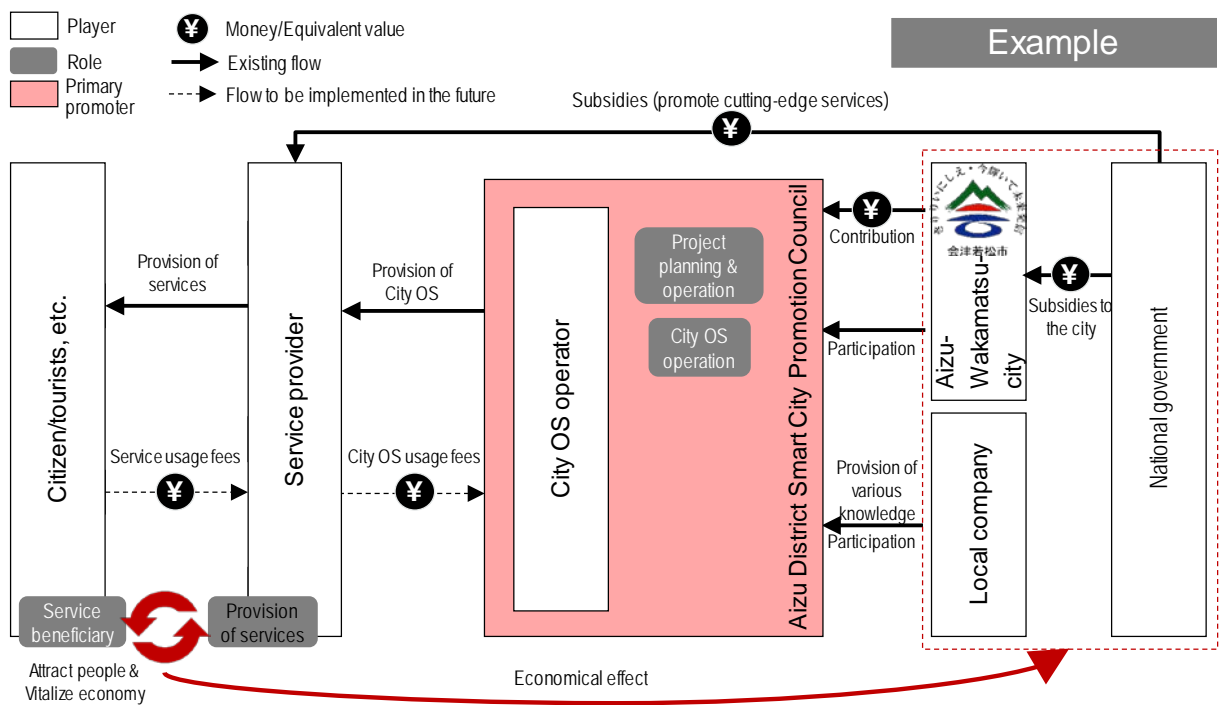 Player
Role
Primary
promoter
¥
Money/Equivalent value
Existing flow
Flow to be implemented in the future
Example
Subsidies (promote cutting-edge services)
¥
Citizen/tourists, etc.
Provision of
services
Service usage fees
¥
Service
beneficiary
Service provider
Provision
of services
Provision of
City OS
City OS usage fees
¥
City OS operator
Project
planning &
operation
City OS
operation
Aizu District Smart City Promotion Council
¥
Contribution
Participation
Provision of
various
knowledge
Participation
会津若松市
Aizu-
Wakamatsu-
city
Local company
¥
Subsidies to
the city
National government
Attract people &
Vitalize economy
Economical effect